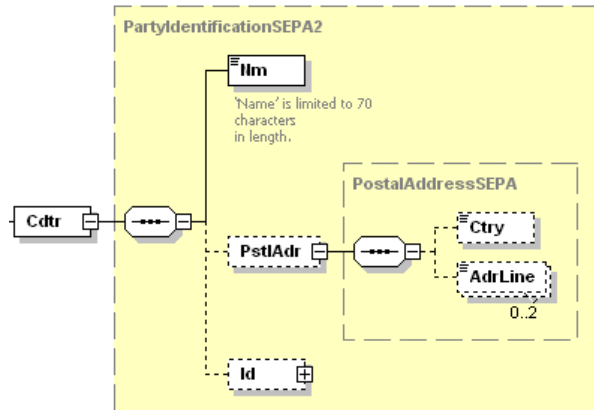 PartyIdentificationSEPA2
Nm
'Name' is limited to 70
characters
in length.
PostalAddressSEPA
Cdtr
Ctry
PstlAdr
AdrLine
0..2
Id